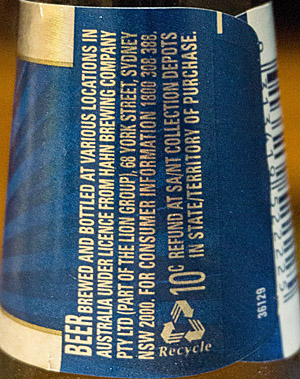 BEER BREWED AND BOTTLED AT VARIOUS LOCATIONS IN
AUSTRALIA UNDER LICENCE FROM HAHN BREWING COMPANY
PTY LTD (PART OF THE LION GROUP), 68 YORK STREET, SYDNEY
NSW 2000. FOR CONSUMER INFORMATION 1800 308 388.
10c REFUND AT SA/NT COLLECTION DEPOTS
IN STATE/TERRITORY OF PURCHASE.
Recycle
36129